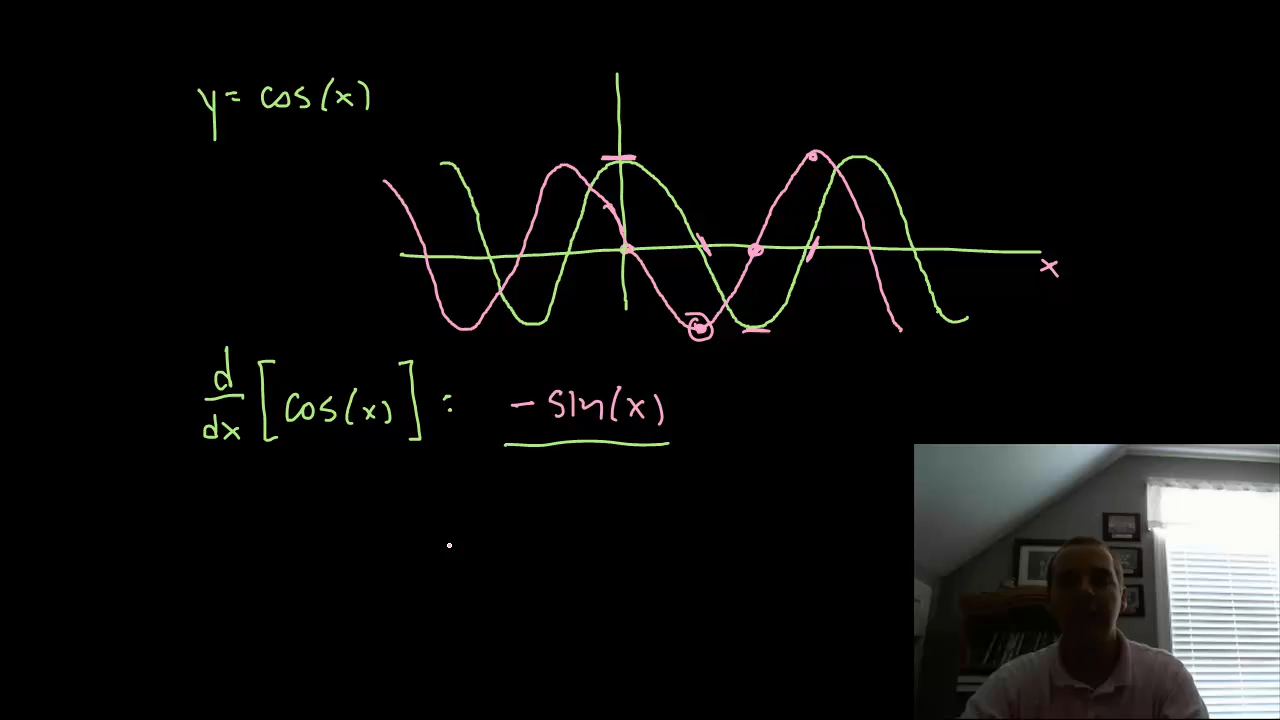 y= cos(x)
x
d/dx [cos(x)] = - sin(x)